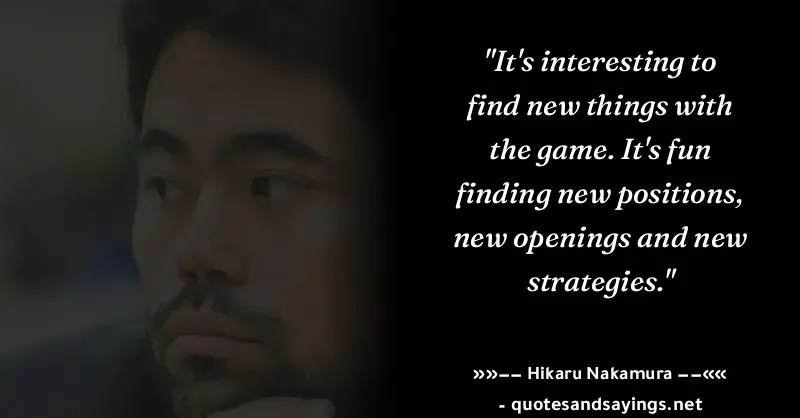 "It's interesting to
find new things with
the game. It's fun
finding new positions,
new openings and new
strategies."
»»−− Hikaru Nakamura −−««
- quotesandsayings.net